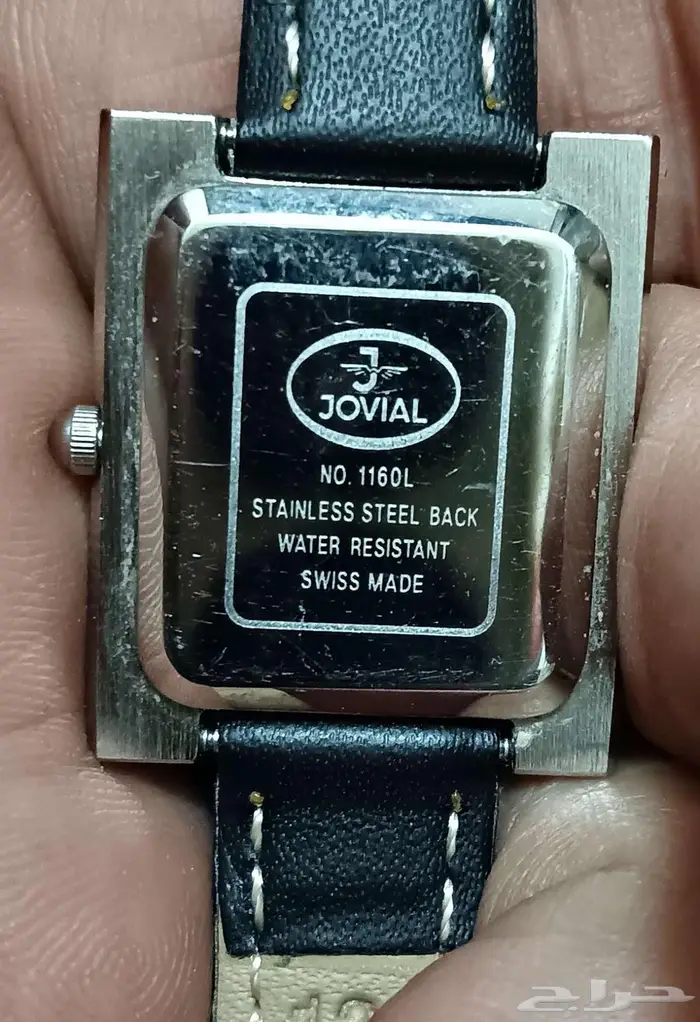 J
JOVIAL
NO. 1160L
STAINLESS STEEL BACK
WATER RESISTANT
SWISS MADE
حراج